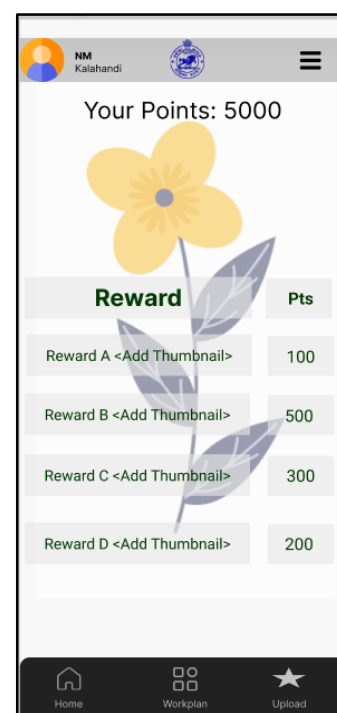 NM
Kalahandi
Your Points: 5000
Reward Pts
Reward A <Add Thumbnail> 100
Reward B <Add Thumbnail> 500
Reward C <Add Thumbnail> 300
Reward D <Add Thumbnail> 200
Home Workplan Upload